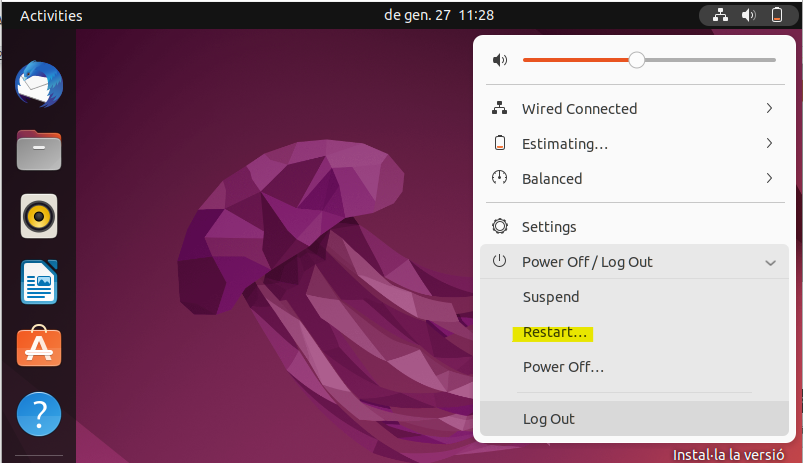 Activities
de gen. 27 11:28
Wired Connected
Estimating…
Balanced
Settings
Power Off / Log Out
Suspend
Restart…
Power Off…
Log Out
Instal·la la versió